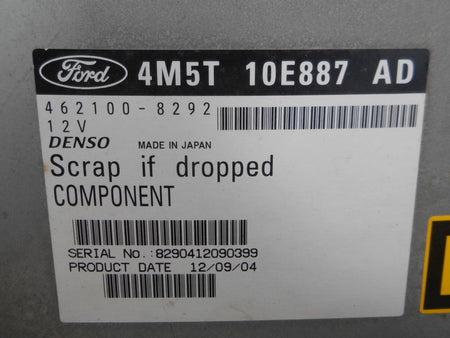 Ford 4M5T 10E887 AD
462100-8292
12V
DENSO MADE IN JAPAN
Scrap if dropped
COMPONENT
SERIAL No.:8290412090399
PRODUCT DATE 12/09/04